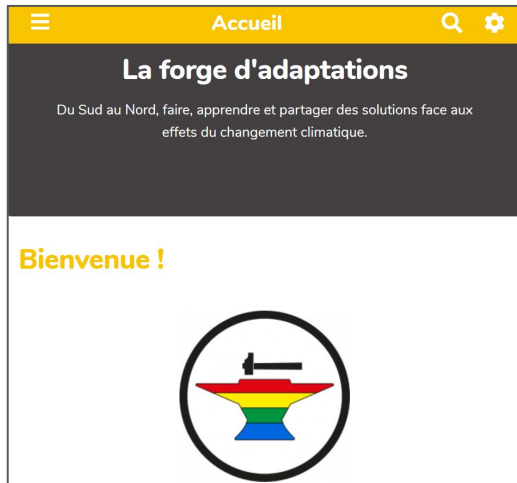 Accueil
La forge d'adaptations
Du Sud au Nord, faire, apprendre et partager des solutions face aux
effets du changement climatique.
Bienvenue !